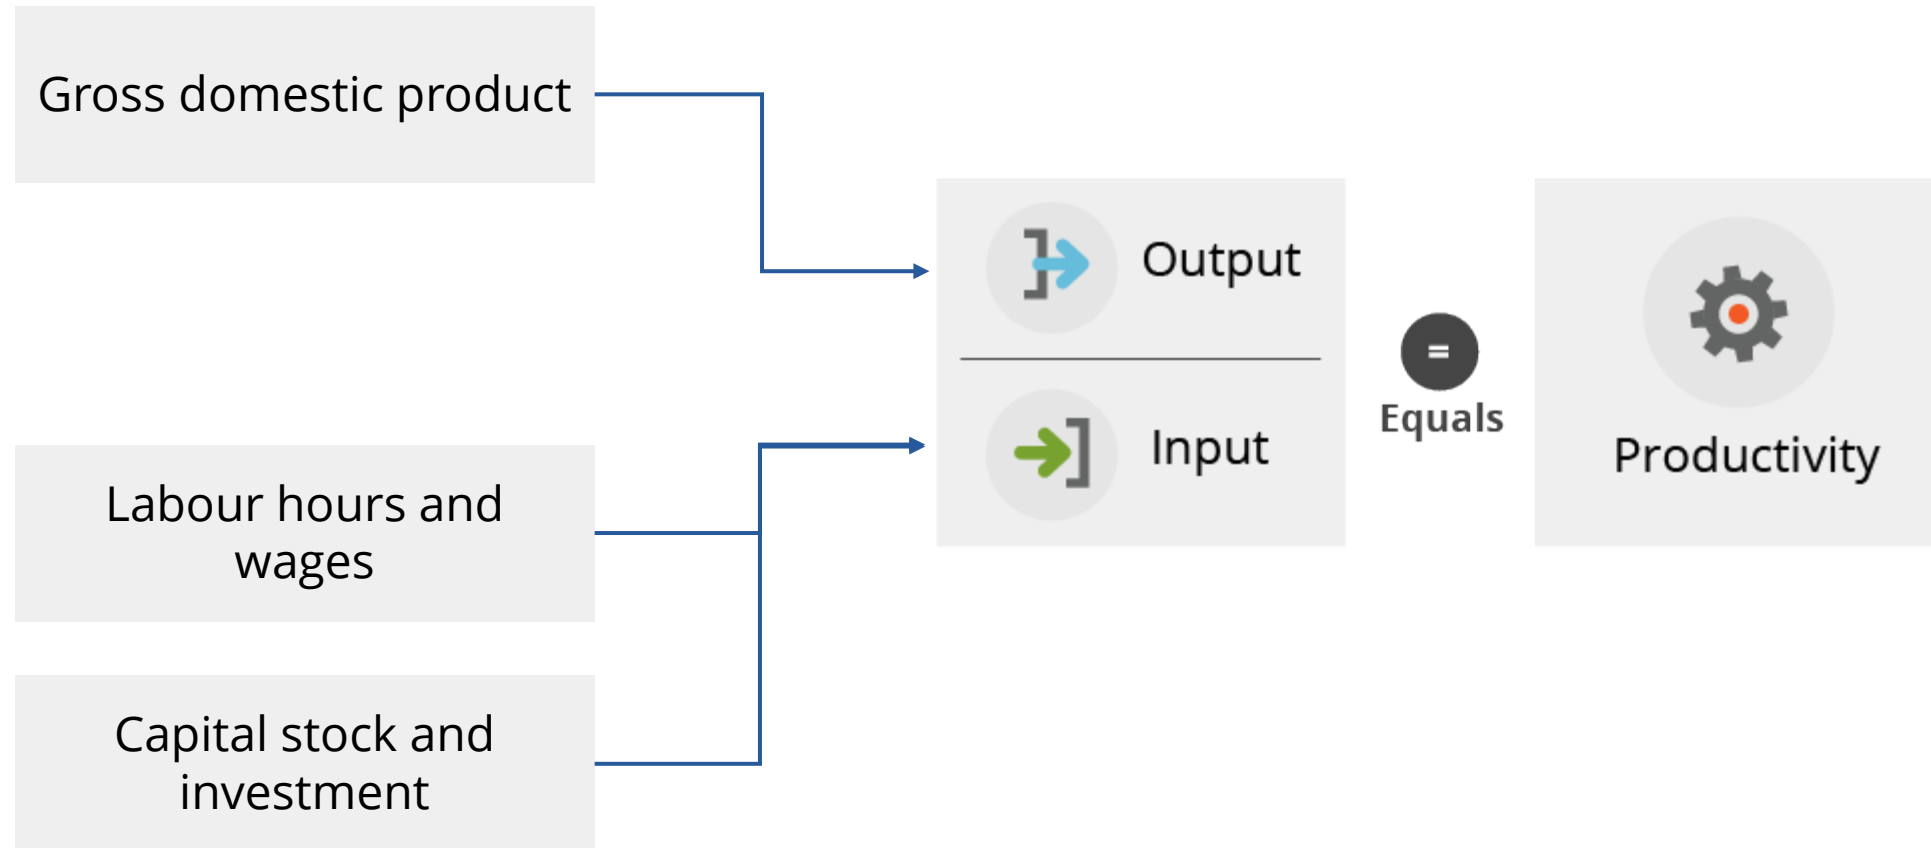 Gross domestic product
Labour hours and
wages
Capital stock and
investment
Output
Input
=
Equals
Productivity